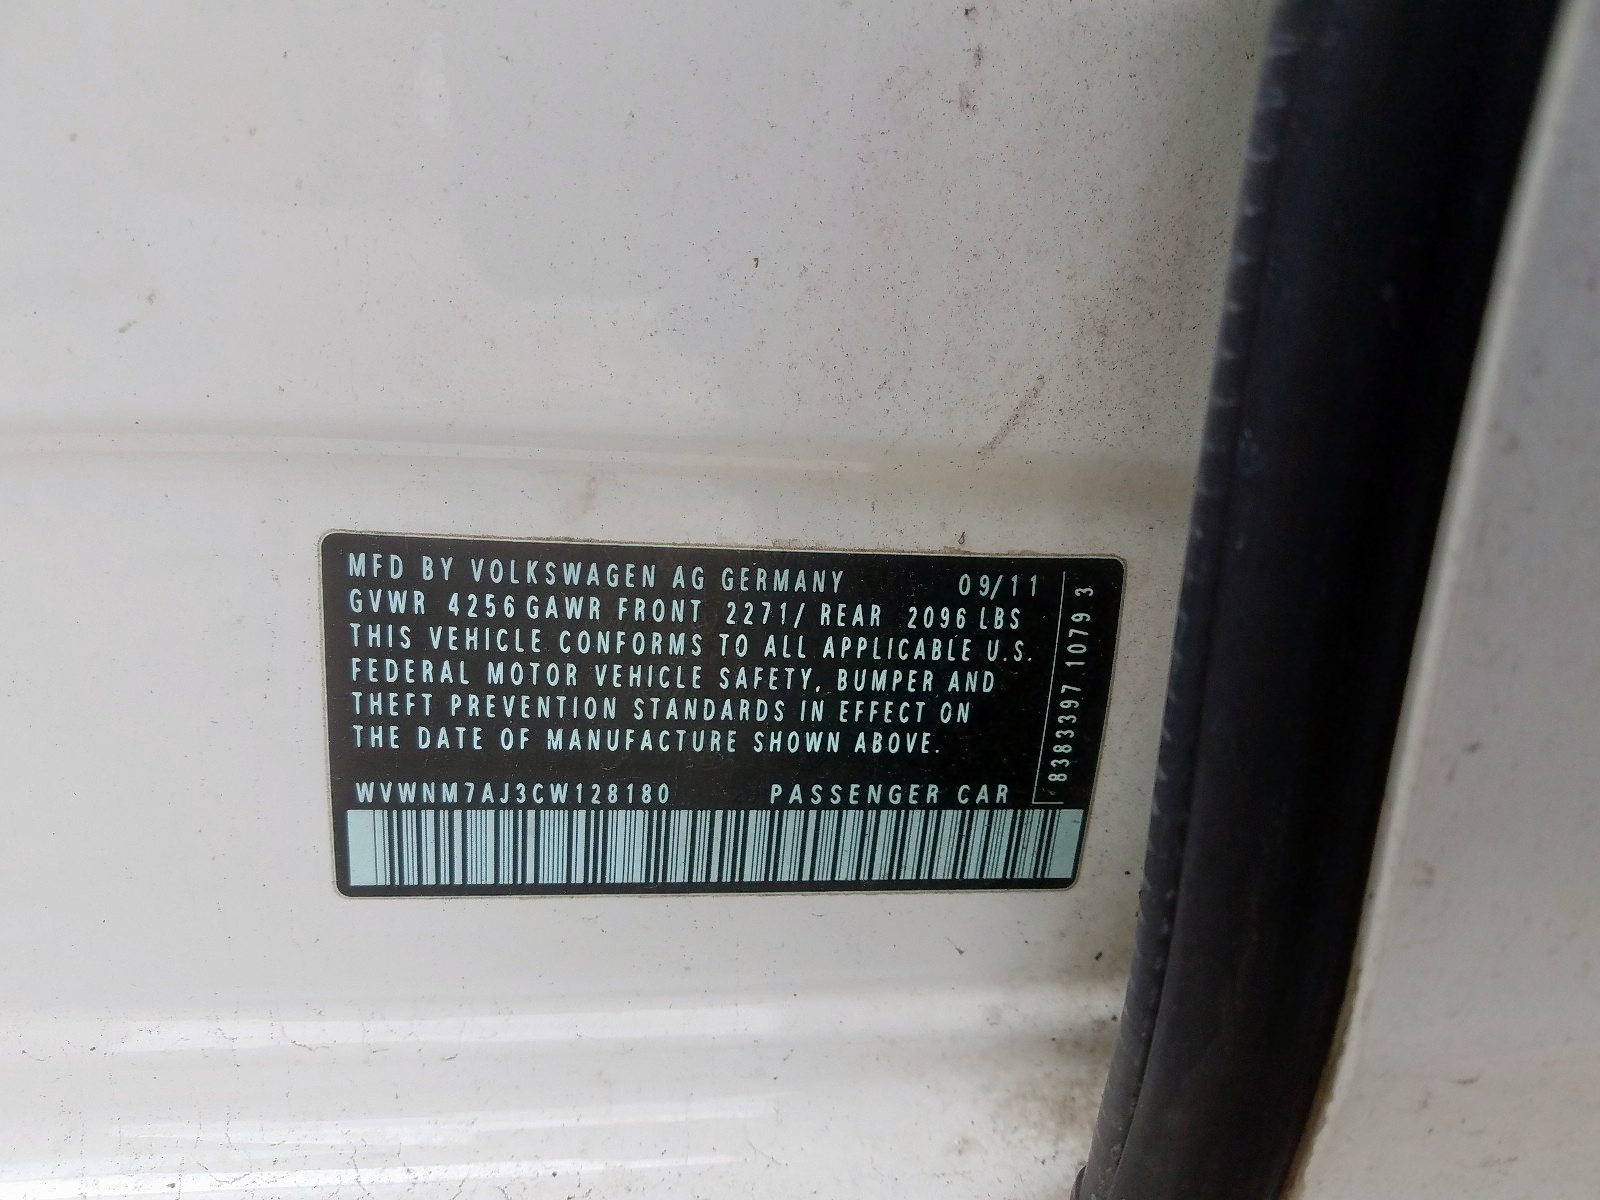 MFD BY VOLKSWAGEN AG GERMANY 09/11
GVWR 4256 GAWR FRONT 2271/ REAR 2096 LBS
THIS VEHICLE CONFORMS TO ALL APPLICABLE U.S.
FEDERAL MOTOR VEHICLE SAFETY, BUMPER AND
THEFT PREVENTION STANDARDS IN EFFECT ON
THE DATE OF MANUFACTURE SHOWN ABOVE.
WVWNM7AJ3CW128180 PASSENGER CAR
8383397.1079 3